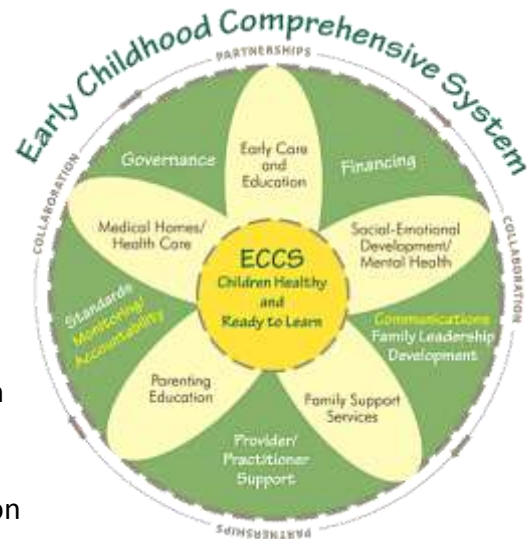 Early Childhood Comprehensive System
PARTNERSHIPS
COLLABORATION
COLLABORATION
Governance
Early Care
and
Education
Financing
Medical Homes/
Health Care
Social-Emotional
Development/
Mental Health
ECCS
Children Healthy
and
Ready to Learn
Standards
Monitoring/
Accountability
Communications
Family Leadership
Development
Parenting
Education
Family Support
Services
Provider/
Practitioner
Support
PARTNERSHIPS
on